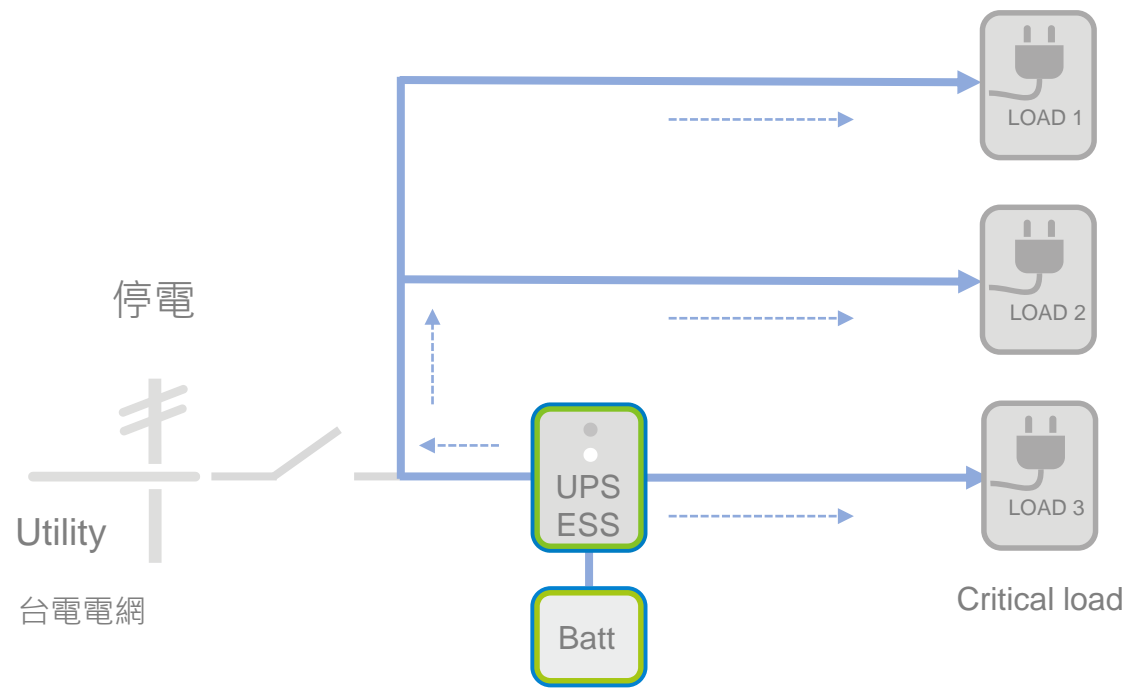 LOAD 1
LOAD 2
停電
UPS
ESS
LOAD 3
Utility
台電電網
Critical load
Batt